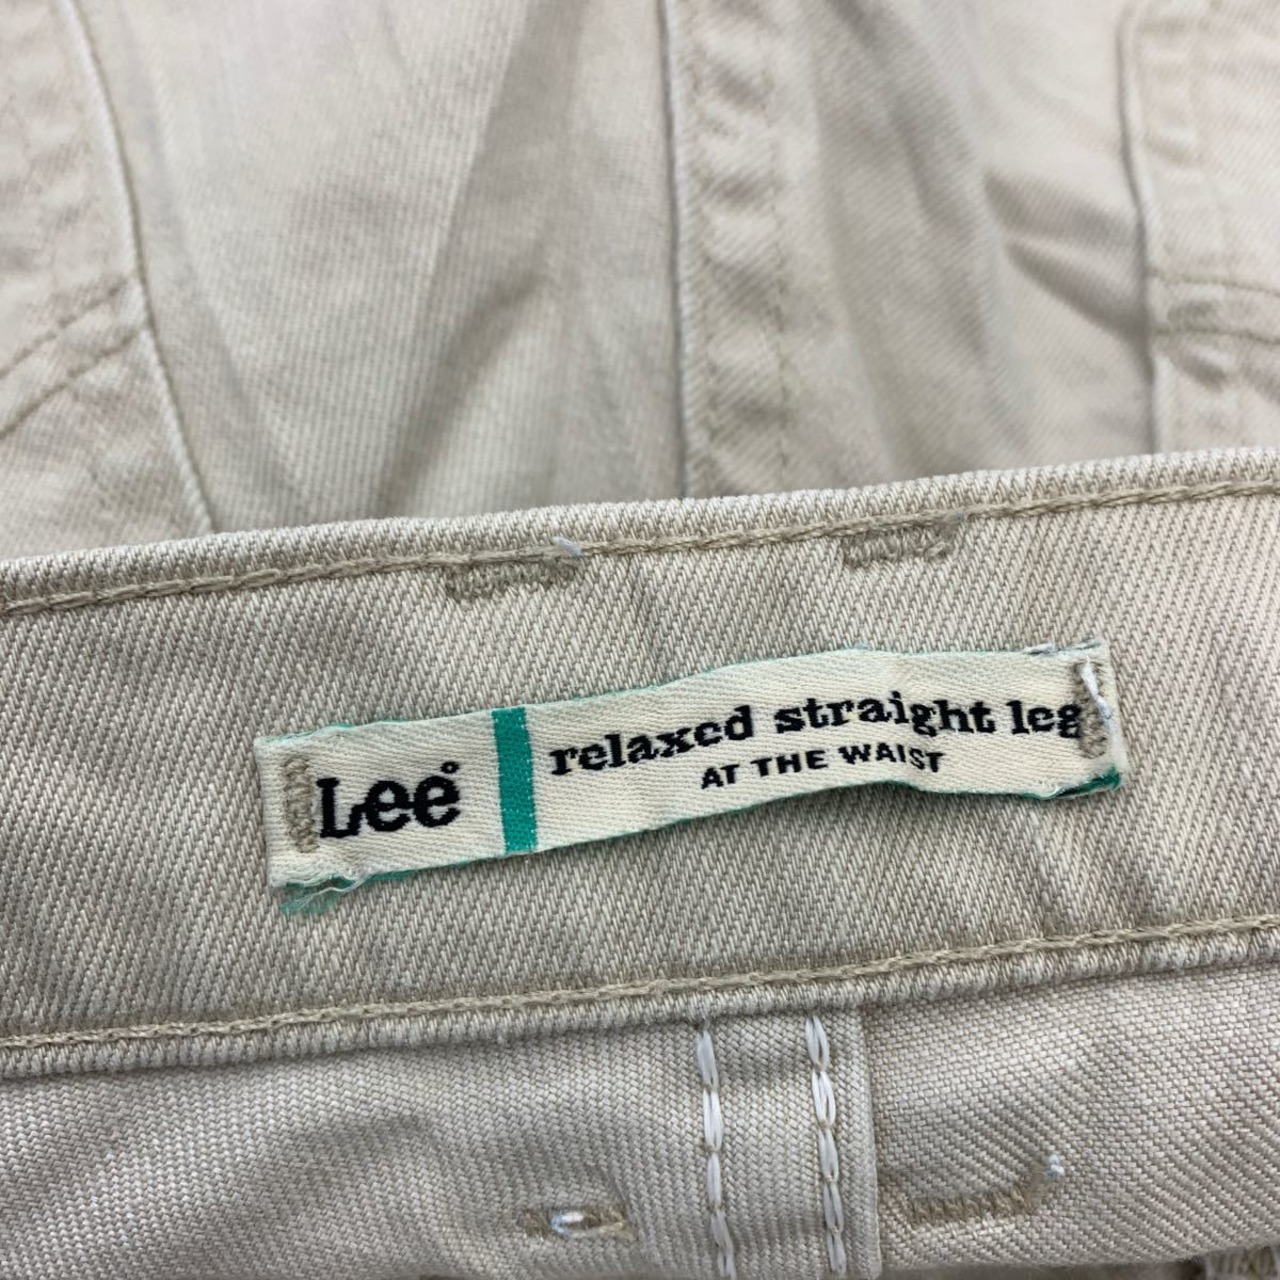 Lee°
relaxed straight leg
AT THE WAIST